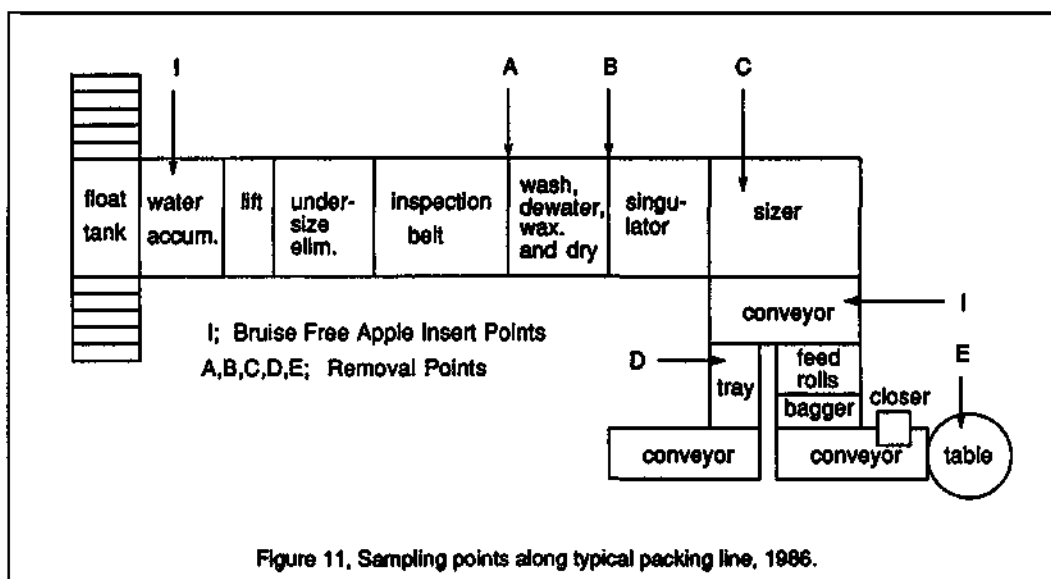 I
A
B
C
float
tank
water
accum.
lift
under-
size
elim.
inspection
belt
wash,
dewater,
wax.
and dry
singu-
lator
sizer
I; Bruise Free Apple Insert Points
A,B,C,D,E; Removal Points
conveyor
I
D
tray
feed
rolls
bagger
closer
E
conveyor
conveyor
table
Figure 11, Sampling points along typical packing line, 1986.